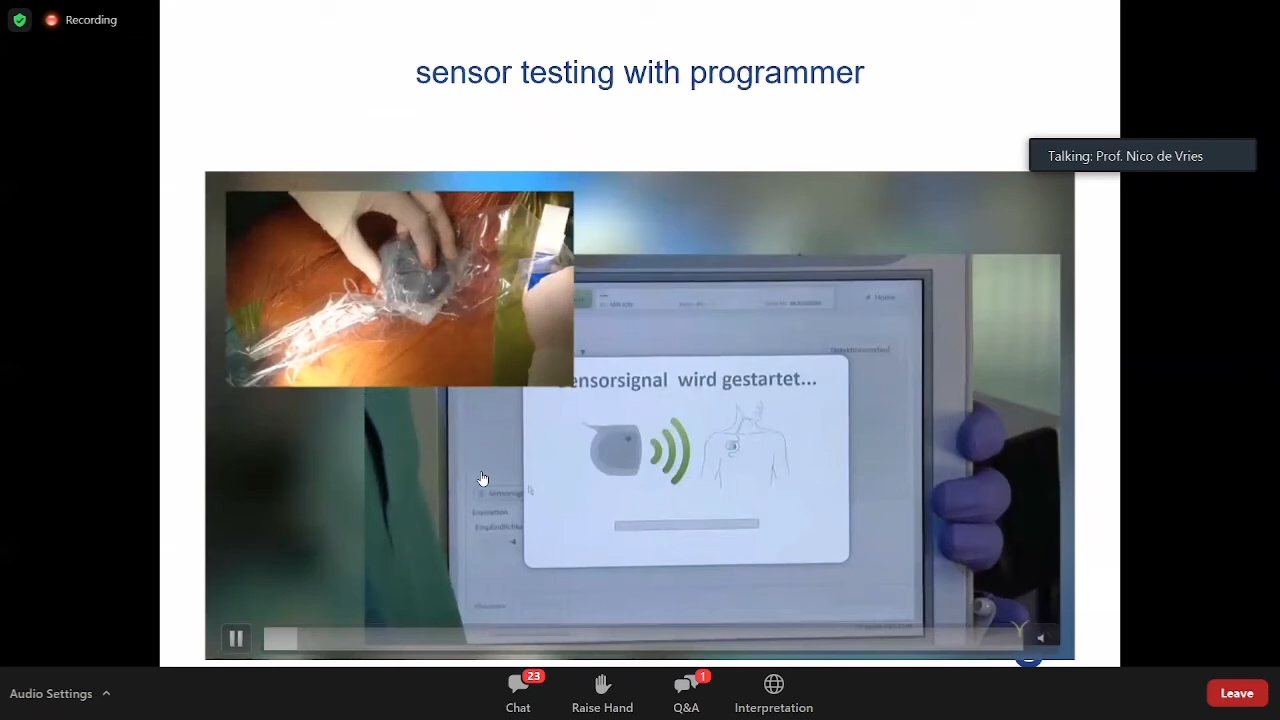 Recording
sensor testing with programmer
Talking: Prof. Nico de Vries
Home
ensorsignal wird gestartet...
Audio Settings
23
Chat
Raise Hand
1
Q&A
Interpretation
Leave